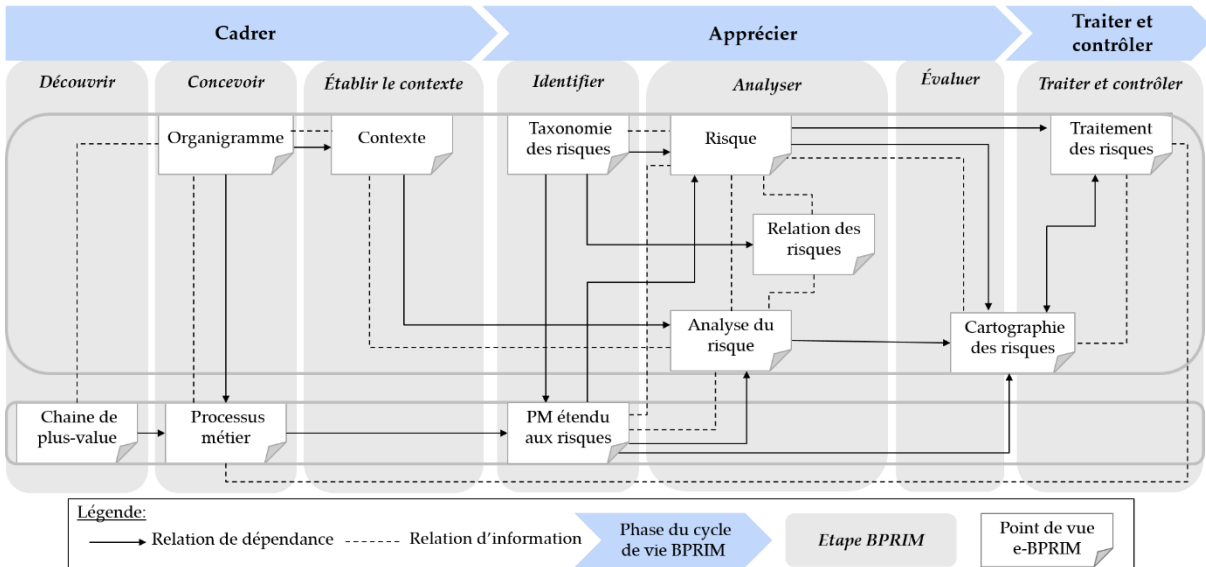 Cadrer
Apprécier
Traiter et
contrôler
Découvrir
Concevoir
Établir le contexte
Identifier
Analyser
Évaluer
Traiter et contrôler
Organigramme
Contexte
Taxonomie
des risques
Risque
Traitement
des risques
Relation des
risques
Analyse du
risque
Cartographie
des risques
Chaine de
plus-value
Processus
métier
PM étendu
aux risques
Légende:
Relation de dépendance
Relation d'information
Phase du cycle
de vie BPRIM
Etape BPRIM
Point de vue
e-BPRIM